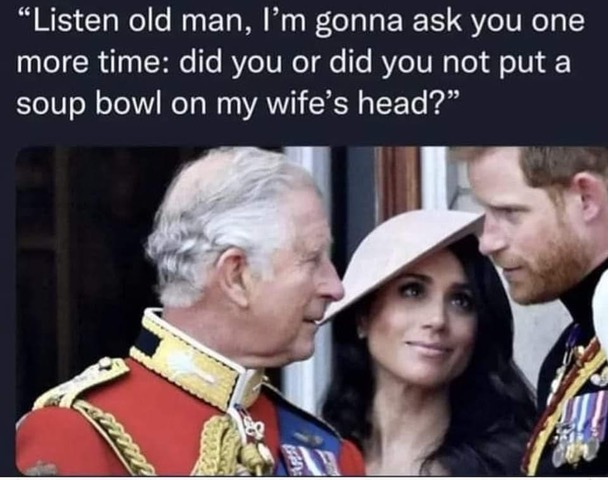 “Listen old man, I’m gonna ask you one
more time: did you or did you not put a
soup bowl on my wife’s head?”